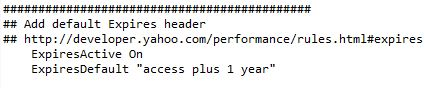 ##############################################
## Add default Expires header
## http://developer.yahoo.com/performance/rules.html#expires
    ExpiresActive On
    ExpiresDefault "access plus 1 year"